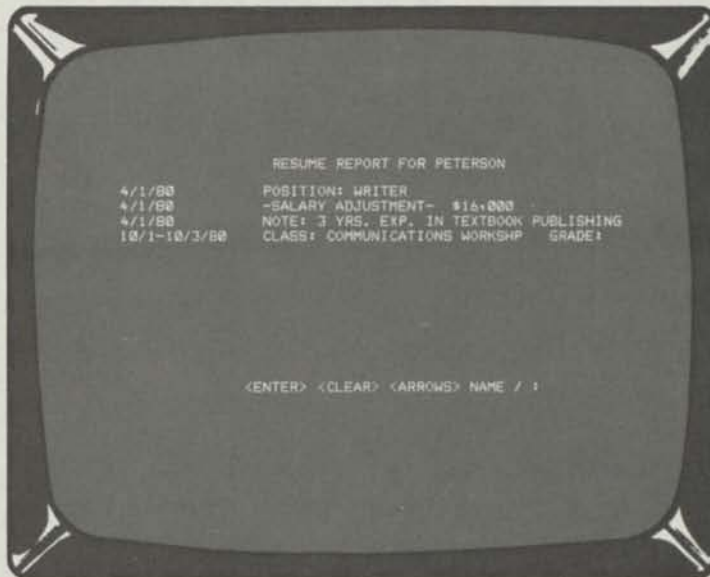 RESUME REPORT FOR PETERSON
4/1/80 POSITION: WRITER
4/1/80 -SALARY ADJUSTMENT- $16,000
4/1/80 NOTE: 3 YRS. EXP. IN TEXTBOOK PUBLISHING
10/1-10/3/80 CLASS: COMMUNICATIONS WORKSHP GRADE:
<ENTER> <CLEAR> <ARROWS> NAME / :